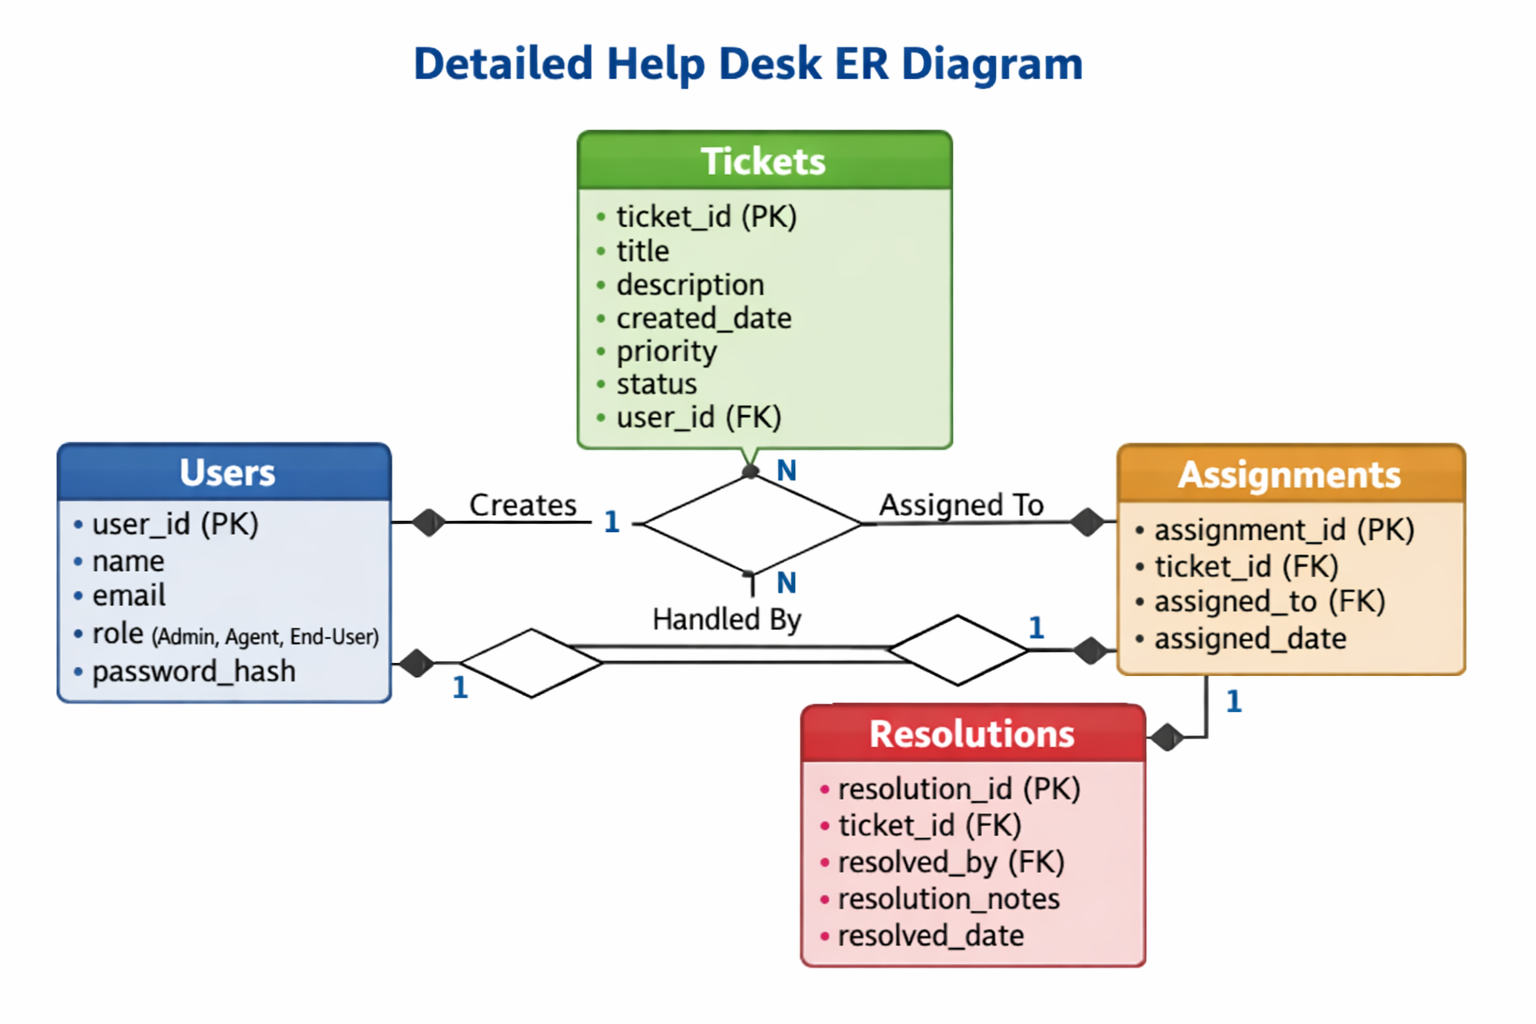 Detailed Help Desk ER Diagram
Tickets
• ticket_id (PK)
• title
• description
• created_date
• priority
• status
• user_id (FK)
Users
• user_id (PK)
• name
• email
• role (Admin, Agent, End-User)
• password_hash
Creates
1
N
N
Assigned To
Handled By
1
1
Assignments
• assignment_id (PK)
• ticket_id (FK)
• assigned_to (FK)
• assigned_date
1
Resolutions
• resolution_id (PK)
• ticket_id (FK)
• resolved_by (FK)
• resolution_notes
• resolved_date